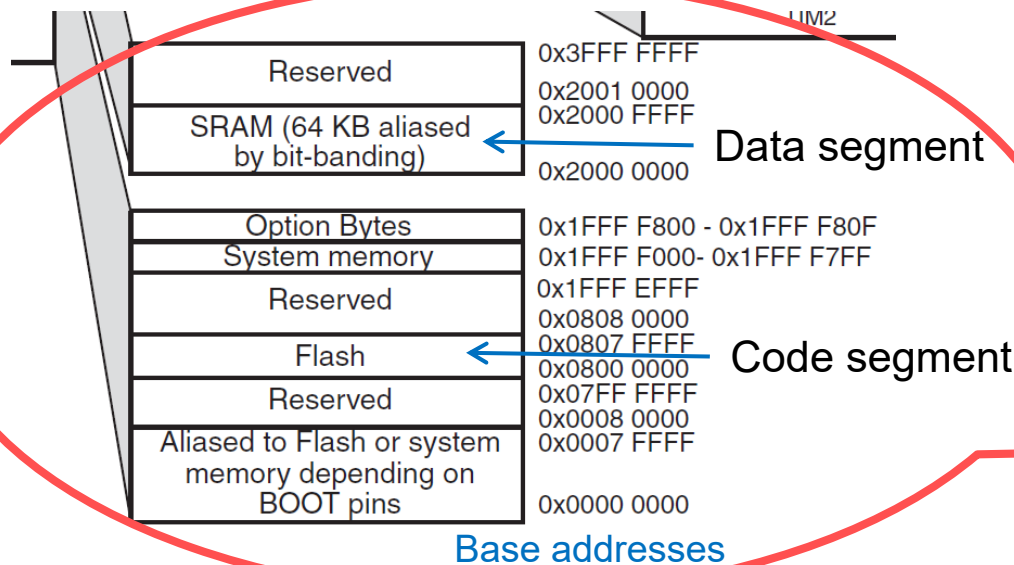 TIM2
Reserved
0x3FFF FFFF
0x2001 0000
0x2000 FFFF
SRAM (64 KB aliased
by bit-banding)
Data segment
0x2000 0000
Option Bytes
0x1FFF F800 - 0x1FFF F80F
System memory
0x1FFF F000- 0x1FFF F7FF
Reserved
0x1FFF EFFF
0x0808 0000
0x0807 FFFF
Flash
Code segment
0x0800 0000
Reserved
0x07FF FFFF
0x0008 0000
0x0007 FFFF
Aliased to Flash or system
memory depending on
BOOT pins
0x0000 0000
Base addresses